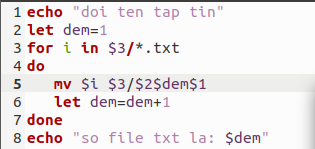 1 echo "doi ten tap tin"
2 let dem=1
3 for i in $3/*.txt
4 do
5    mv $i $3/$2$dem$1
6    let dem=dem+1
7 done
8 echo "so file txt la: $dem"